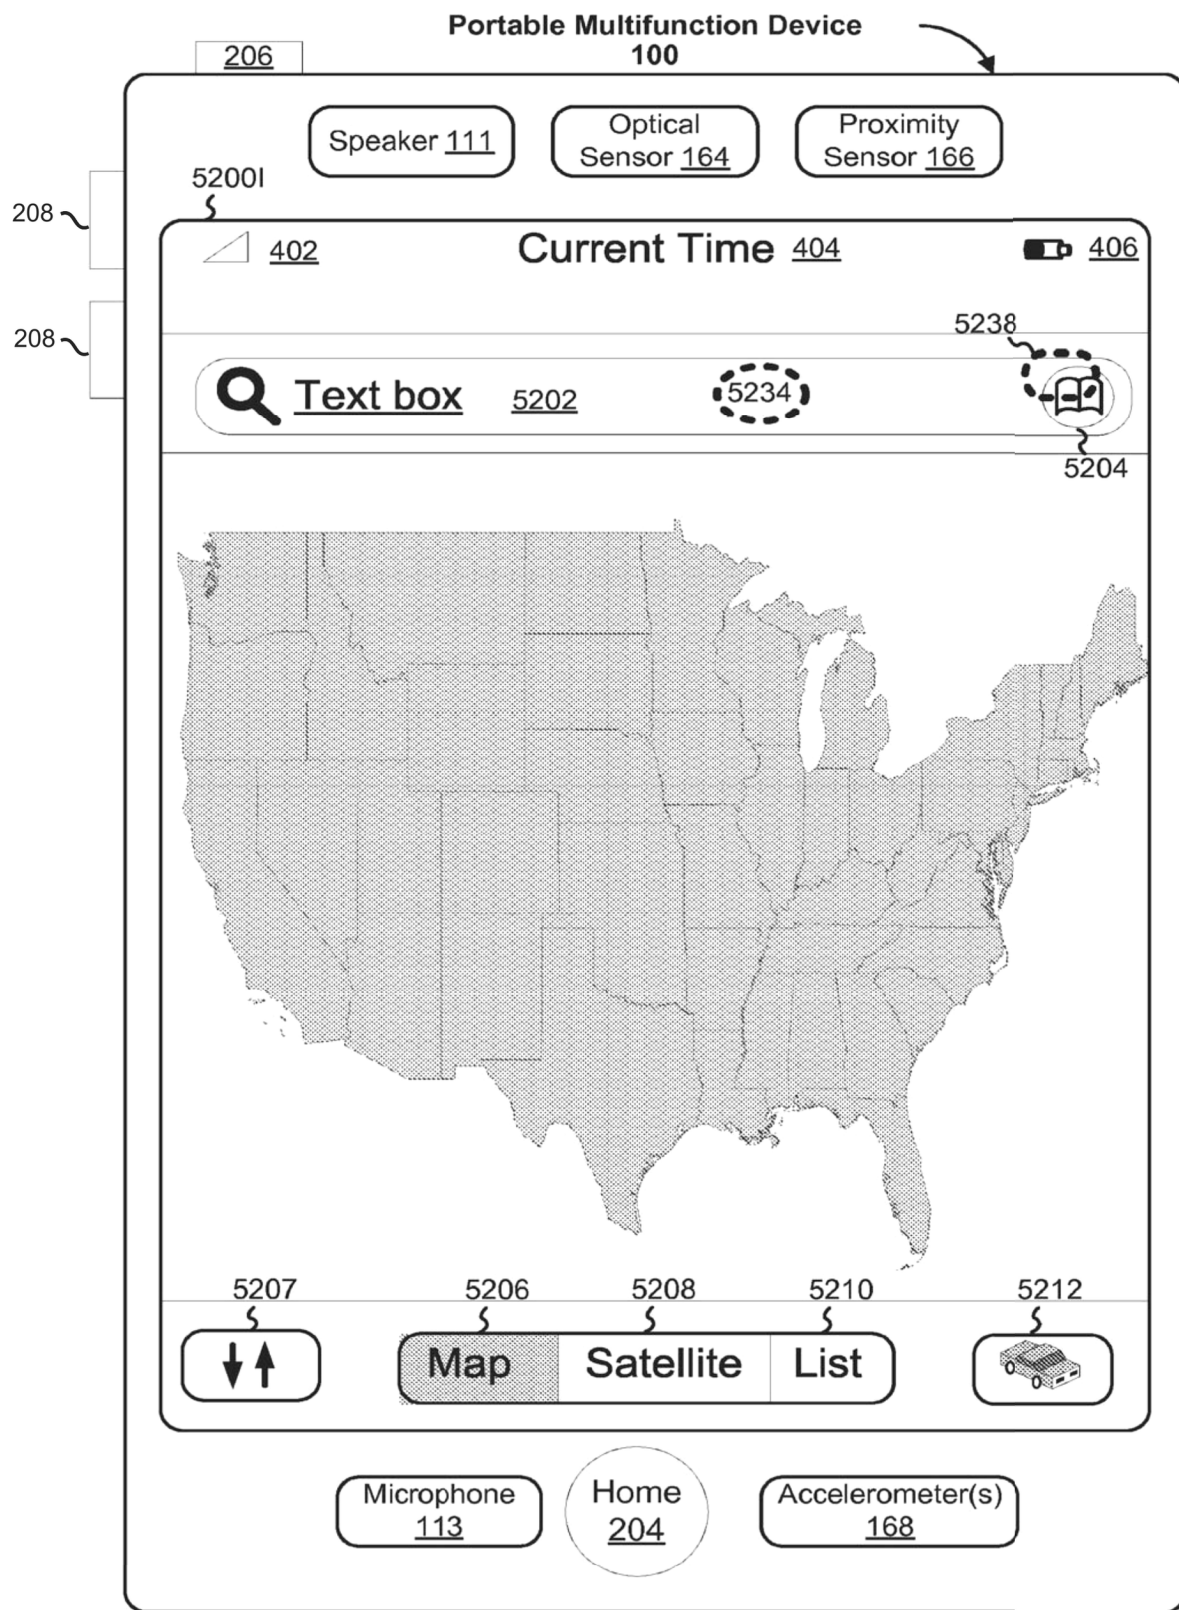 Portable Multifunction Device
100
206
Speaker 111
Optical
Sensor 164
Proximity
Sensor 166
5200I
208
402
Current Time 404
406
5238
208
Text box 5202
5234
5204
5207
5206
5208
5210
5212
Map
Satellite
List
Microphone
113
Home
204
Accelerometer(s)
168